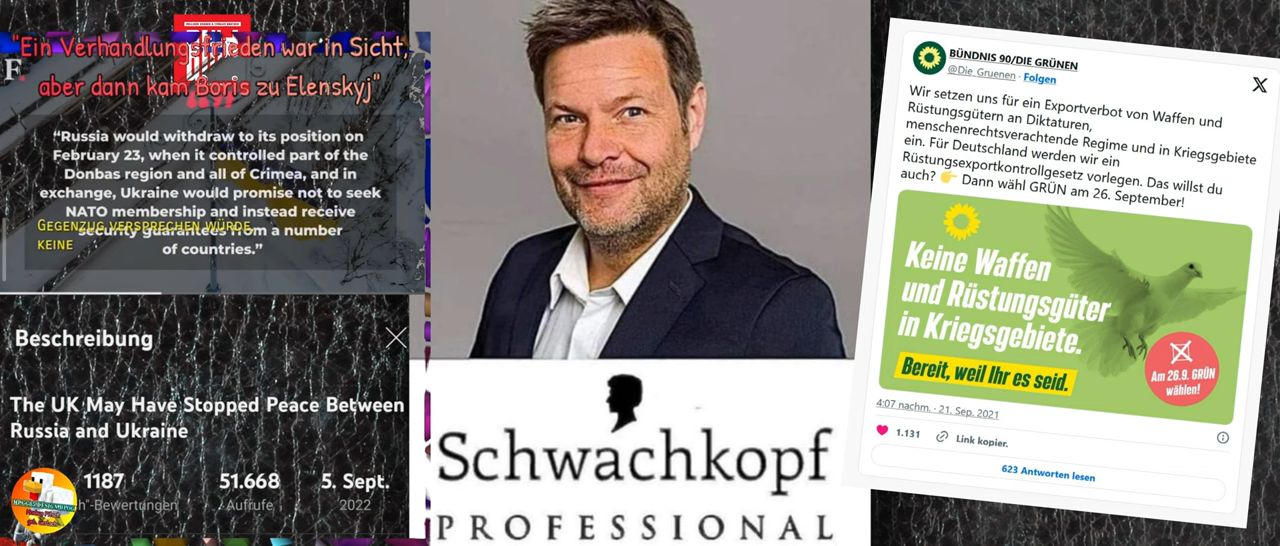 "Ein Verhandlungsfrieden war in Sicht,
aber dann kam Boris zu Elenskyj"
F.
“Russia would withdraw to its position on
February 23, when it controlled part of the
Donbas region and all of Crimea, and in
exchange, Ukraine would promise not to seek
NATO membership and instead receive
security guarantees from a number
of countries.”
GEGENZUG VERSPRECHEN WÜRDE,
KEINE
Beschreibung
The UK May Have Stopped Peace Between
Russia and Ukraine
1187
51.668
5. Sept.
h"-Bewertungen
Aufrufe
2022
Schwachkopf
PROFESSIONAL
BÜNDNIS 90/DIE GRÜNEN
@Die_Gruenen · Folgen
X
Wir setzen uns für ein Exportverbot von Waffen und
Rüstungsgütern an Diktaturen,
menschenrechtsverachtende Regime und in Kriegsgebiete
ein. Für Deutschland werden wir ein
Rüstungsexportkontrollgesetz vorlegen. Das willst du
auch? 👉 Dann wähl GRÜN am 26. September!
Keine Waffen
und Rüstungsgüter
in Kriegsgebiete.
Bereit, weil Ihr es seid.
Am 26.9. GRÜN
wählen!
4:07 nachm. · 21. Sep. 2021
1.131
Link kopier.
623 Antworten lesen